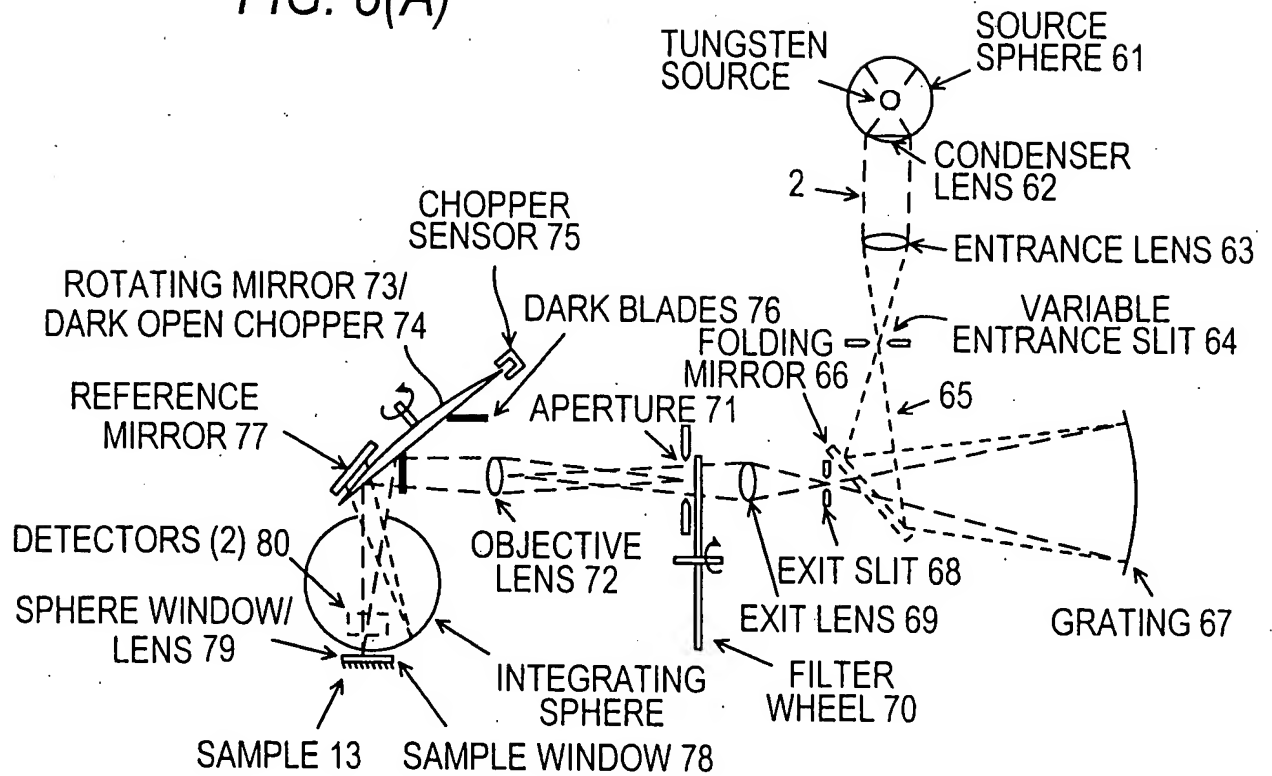 FIG. 6(A)
TUNGSTEN
SOURCE
SOURCE
SPHERE 61
CONDENSER
LENS 62
2
ENTRANCE LENS 63
CHOPPER
SENSOR 75
ROTATING MIRROR 73/
DARK OPEN CHOPPER 74
DARK BLADES 76
VARIABLE
ENTRANCE SLIT 64
FOLDING
MIRROR 66
65
REFERENCE
MIRROR 77
APERTURE 71
DETECTORS (2) 80
OBJECTIVE
LENS 72
EXIT SLIT 68
EXIT LENS 69
GRATING 67
SPHERE WINDOW/
LENS 79
INTEGRATING
SPHERE
FILTER
WHEEL 70
SAMPLE 13
SAMPLE WINDOW 78